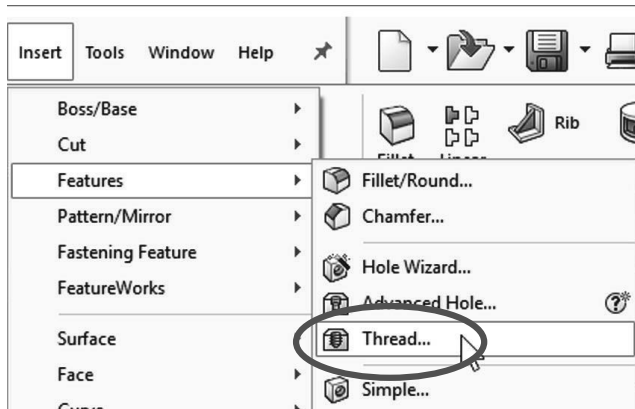 Insert Tools Window Help
Boss/Base
Cut
Features
Pattern/Mirror
Fastening Feature
FeatureWorks
Surface
Face
Rib
Fillet/Round...
Chamfer...
Hole Wizard...
Advanced Hole...
Thread...
Simple...